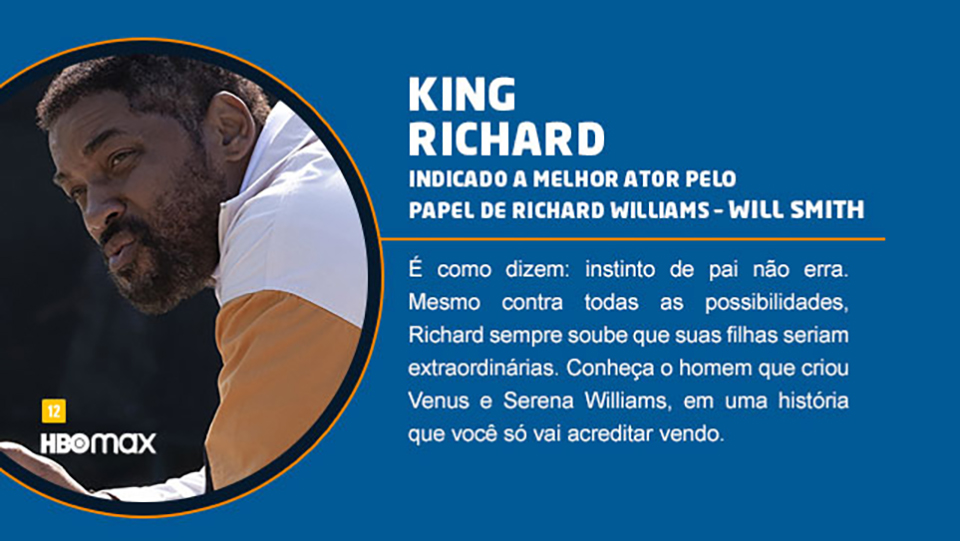 KING
RICHARD
INDICADO A MELHOR ATOR PELO
PAPEL DE RICHARD WILLIAMS – WILL SMITH
É como dizem: instinto de pai não erra.
Mesmo contra todas as possibilidades,
Richard sempre soube que suas filhas seriam
extraordinárias. Conheça o homem que criou
Venus e Serena Williams, em uma história
que você só vai acreditar vendo.
12
HBOmax